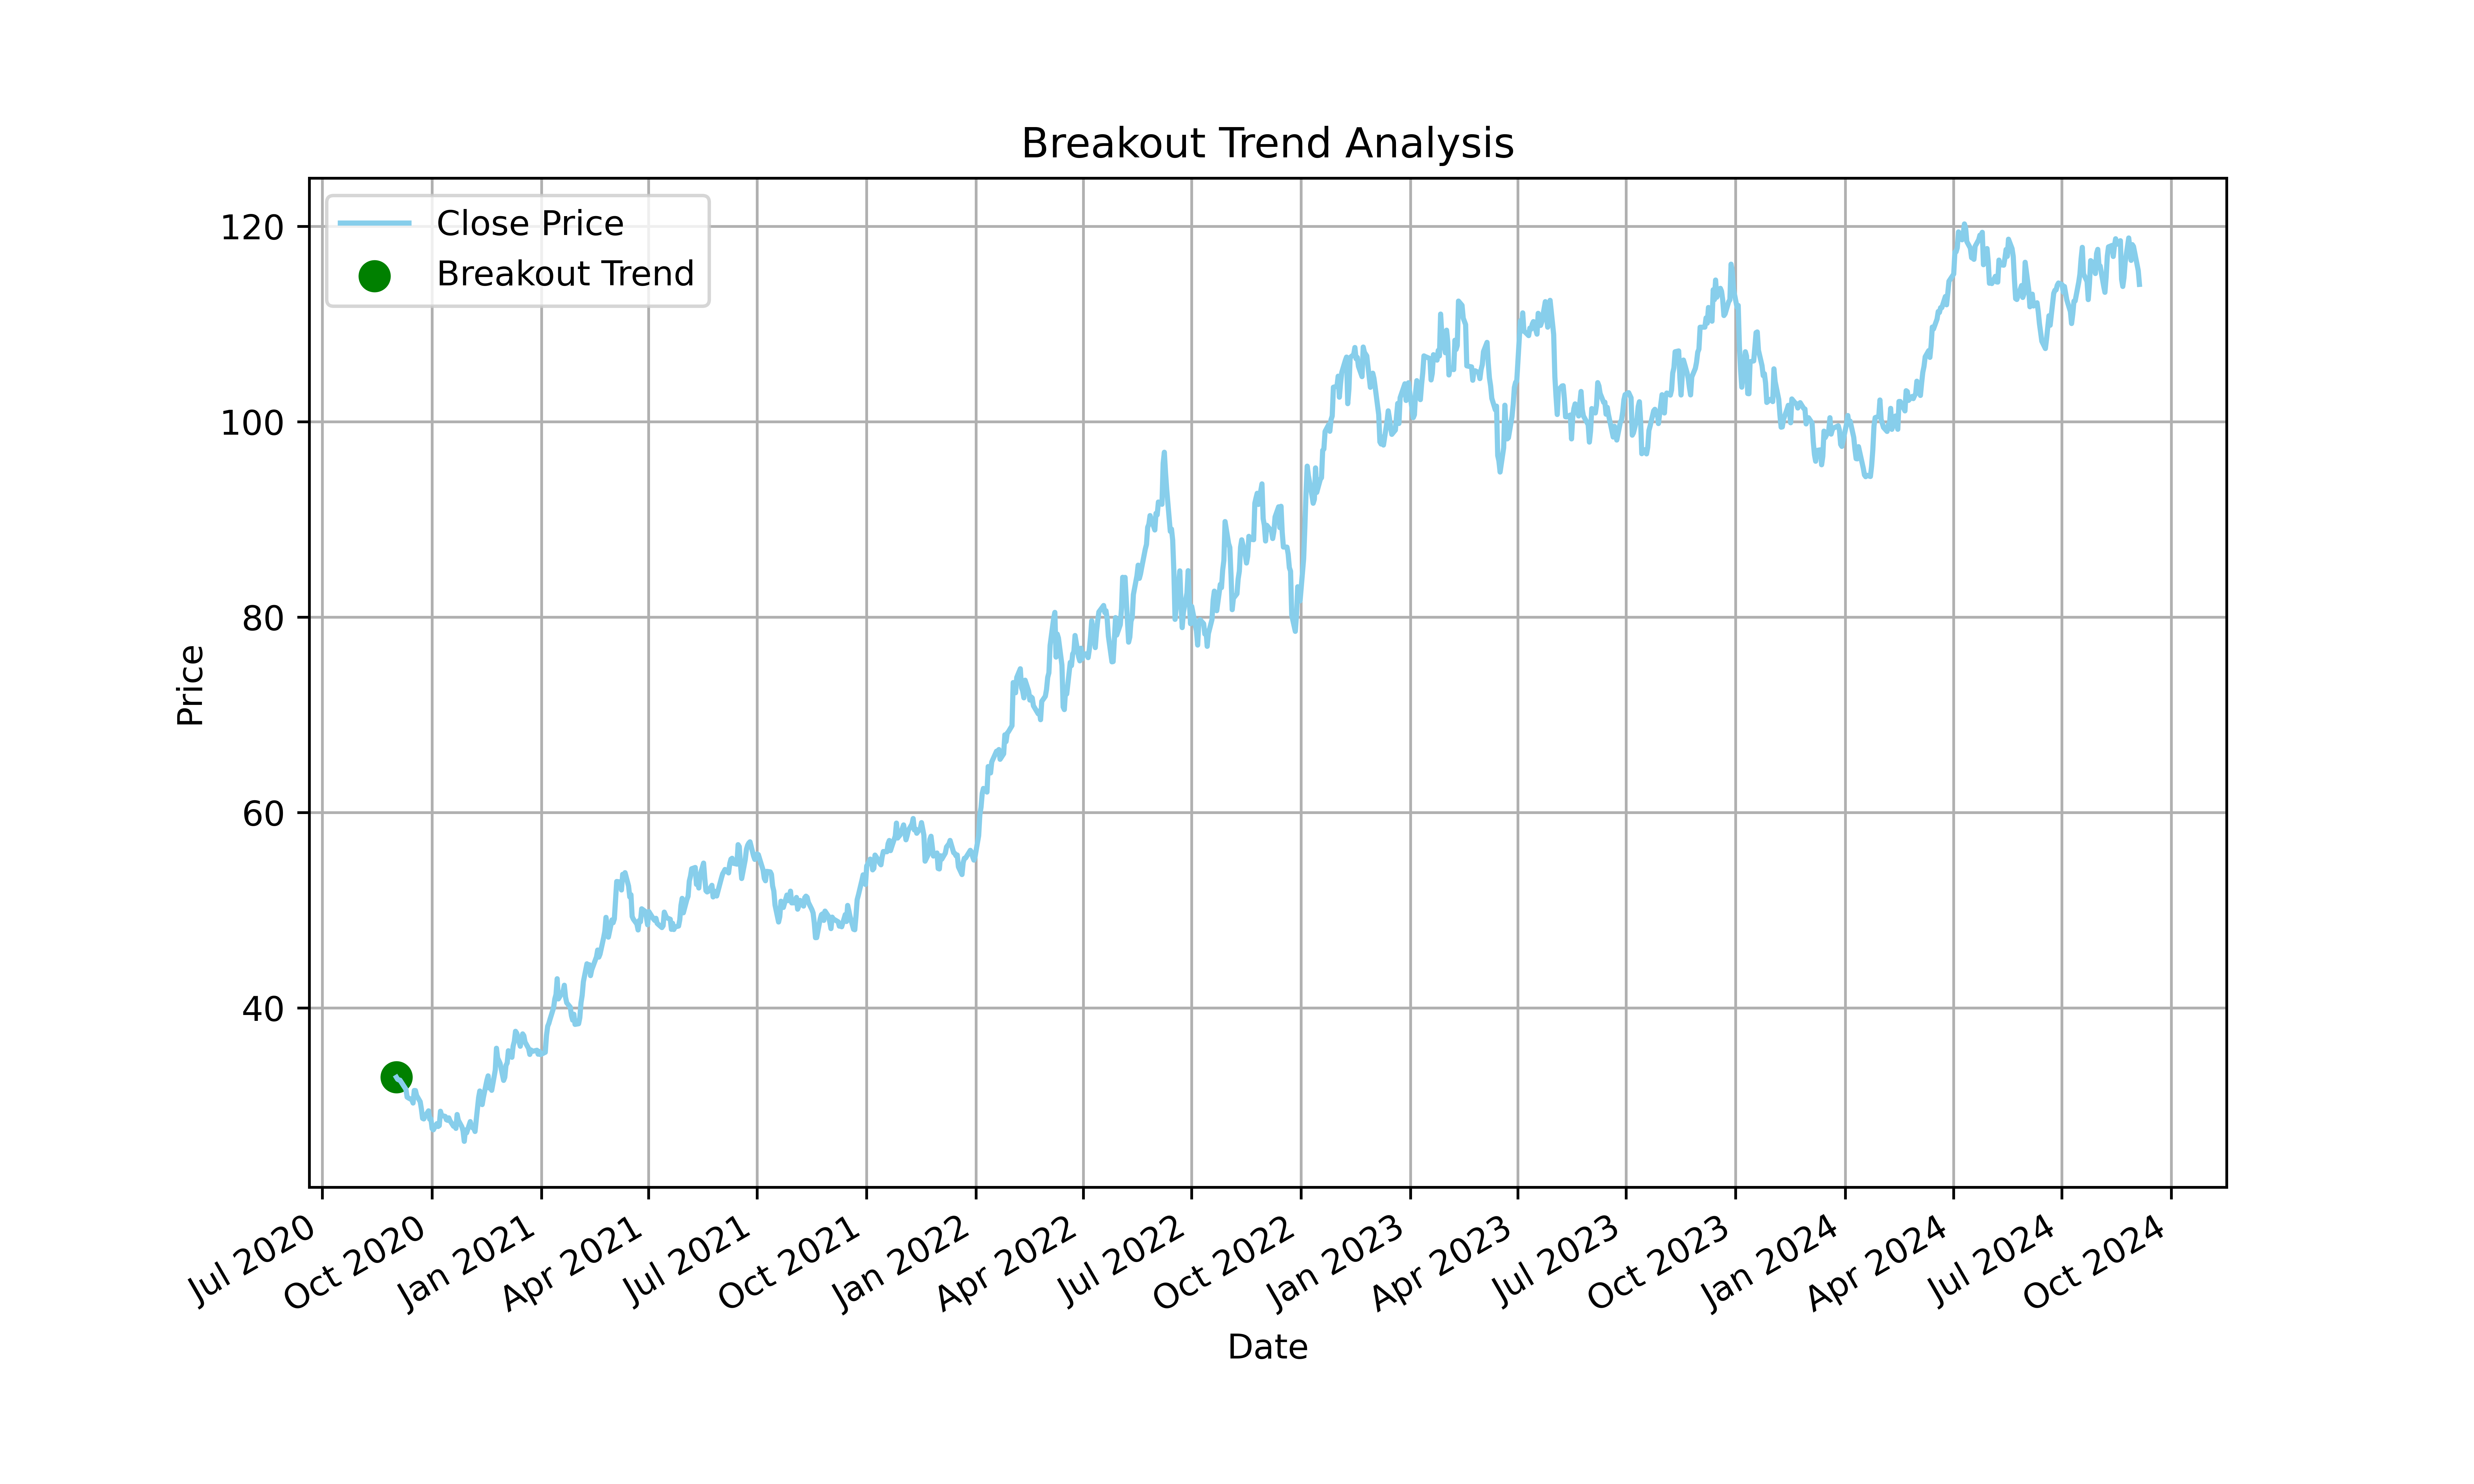 Breakout Trend Analysis
Close Price
Breakout Trend
120
100
80
60
40
Price
Jul 2020
Oct 2020
Jan 2021
Apr 2021
Jul 2021
Oct 2021
Jan 2022
Apr 2022
Jul 2022
Oct 2022
Jan 2023
Apr 2023
Jul 2023
Oct 2023
Jan 2024
Apr 2024
Jul 2024
Oct 2024
Date